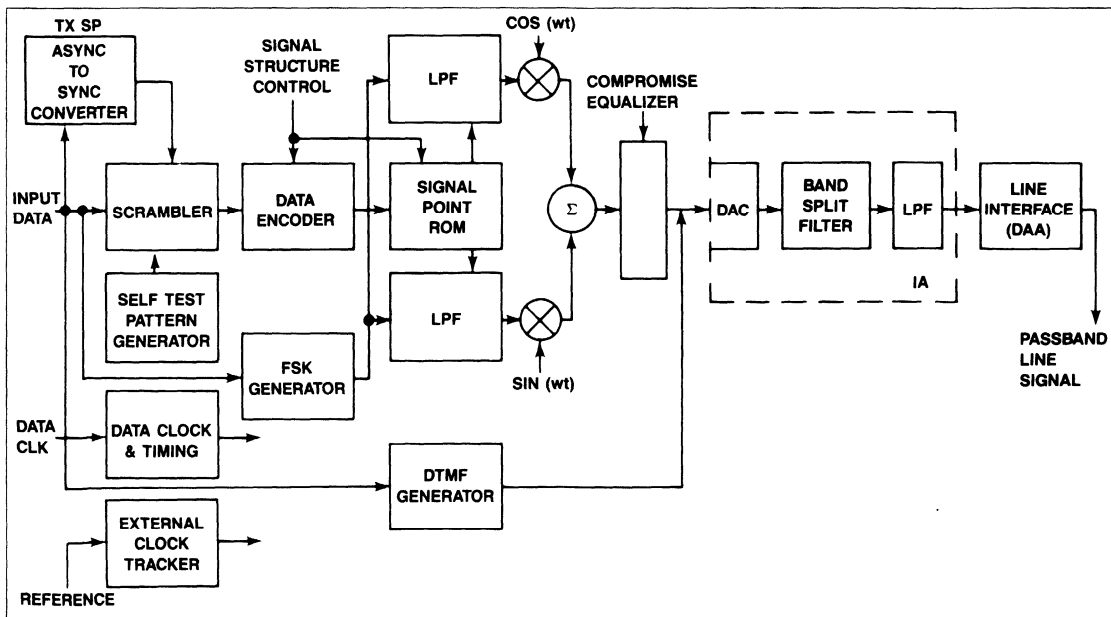 TX SP
ASYNC
TO
SYNC
CONVERTER
SIGNAL
STRUCTURE
CONTROL
LPF
COS (wt)
COMPROMISE
EQUALIZER
INPUT
DATA
SCRAMBLER
DATA
ENCODER
SIGNAL
POINT
ROM
Σ
DAC
BAND
SPLIT
FILTER
LPF
IA
LINE
INTERFACE
(DAA)
SELF TEST
PATTERN
GENERATOR
FSK
GENERATOR
LPF
SIN (wt)
PASSBAND
LINE
SIGNAL
DATA
CLK
DATA CLOCK
& TIMING
DTMF
GENERATOR
EXTERNAL
CLOCK
TRACKER
REFERENCE